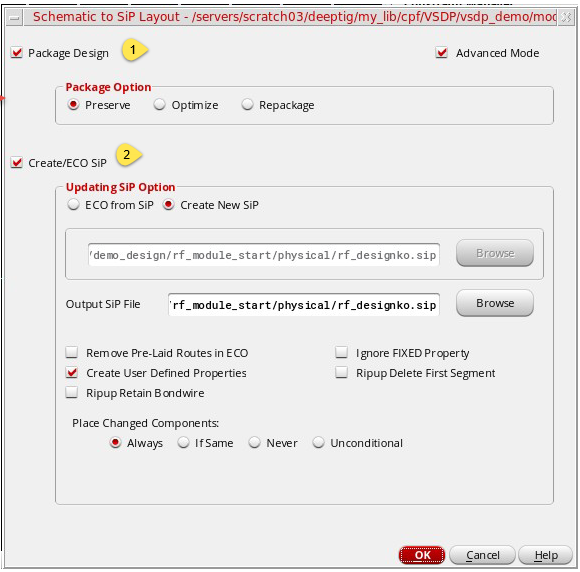 Schematic to SiP Layout - /servers/scratch03/deeptig/my_lib/cpf/VSDP/vsdp_demo/mod
Package Design 1 Advanced Mode
Package Option
Preserve Optimize Repackage
Create/ECO SiP 2
Updating SiP Option
ECO from SiP Create New SiP
/demo_design/rf_module_start/physical/rf_designko.sip Browse
Output SiP File rf_module_start/physical/rf_designko.sip Browse
Remove Pre-Laid Routes in ECO Ignore FIXED Property
Create User Defined Properties Ripup Delete First Segment
Ripup Retain Bondwire
Place Changed Components:
Always If Same Never Unconditional
OK Cancel Help